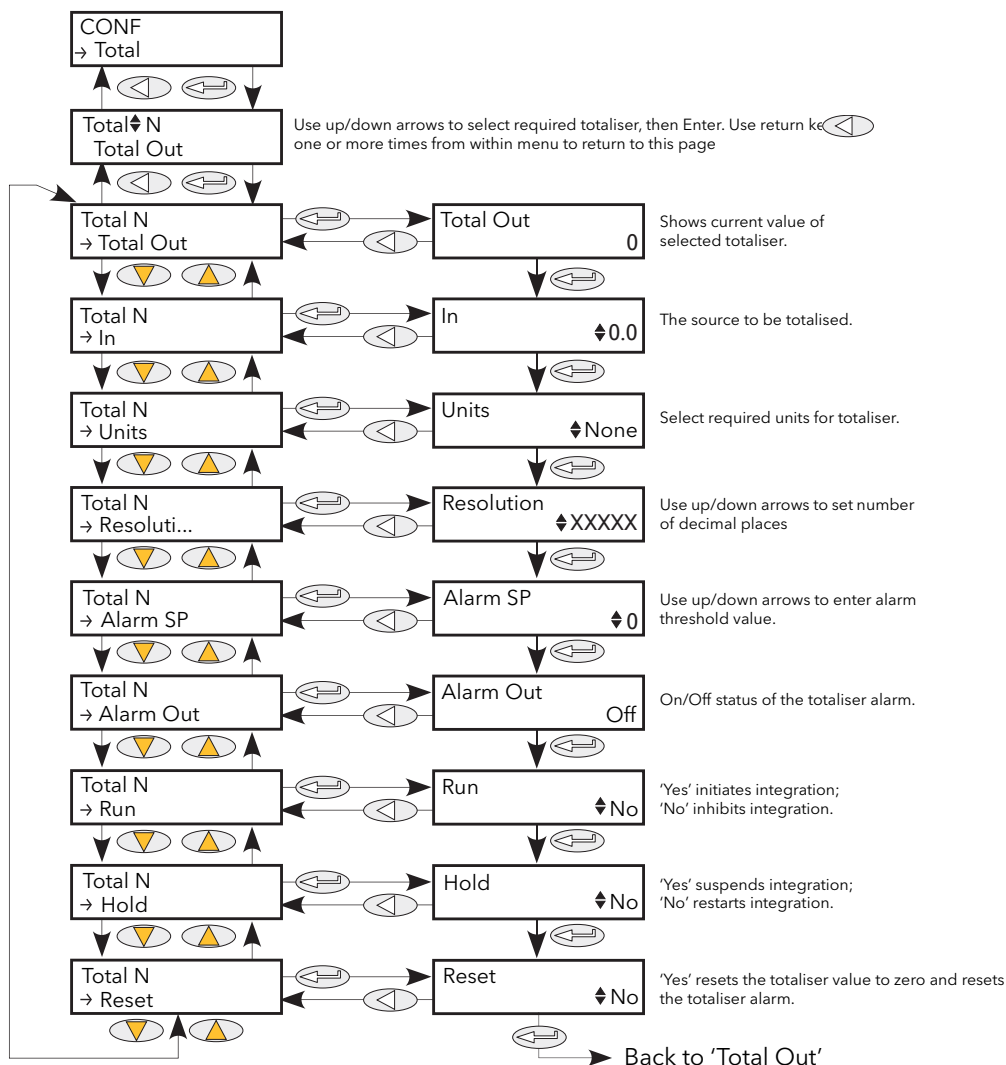 CONF
→ Total
Total♦ N
Total Out
Use up/down arrows to select required totaliser, then Enter. Use return ke
one or more times from within menu to return to this page
Total N
→ Total Out
Total Out
0
Shows current value of
selected totaliser.
Total N
→ In
In
♦0.0
The source to be totalised.
Total N
→ Units
Units
♦None
Select required units for totaliser.
Total N
→ Resoluti...
Resolution
♦XXXXX
Use up/down arrows to set number
of decimal places
Total N
→ Alarm SP
Alarm SP
♦0
Use up/down arrows to enter alarm
threshold value.
Total N
→ Alarm Out
Alarm Out
Off
On/Off status of the totaliser alarm.
Total N
→ Run
Run
♦No
'Yes' initiates integration;
'No' inhibits integration.
Total N
→ Hold
Hold
♦No
'Yes' suspends integration;
'No' restarts integration.
Total N
→ Reset
Reset
♦No
'Yes' resets the totaliser value to zero and resets
the totaliser alarm.
Back to 'Total Out'